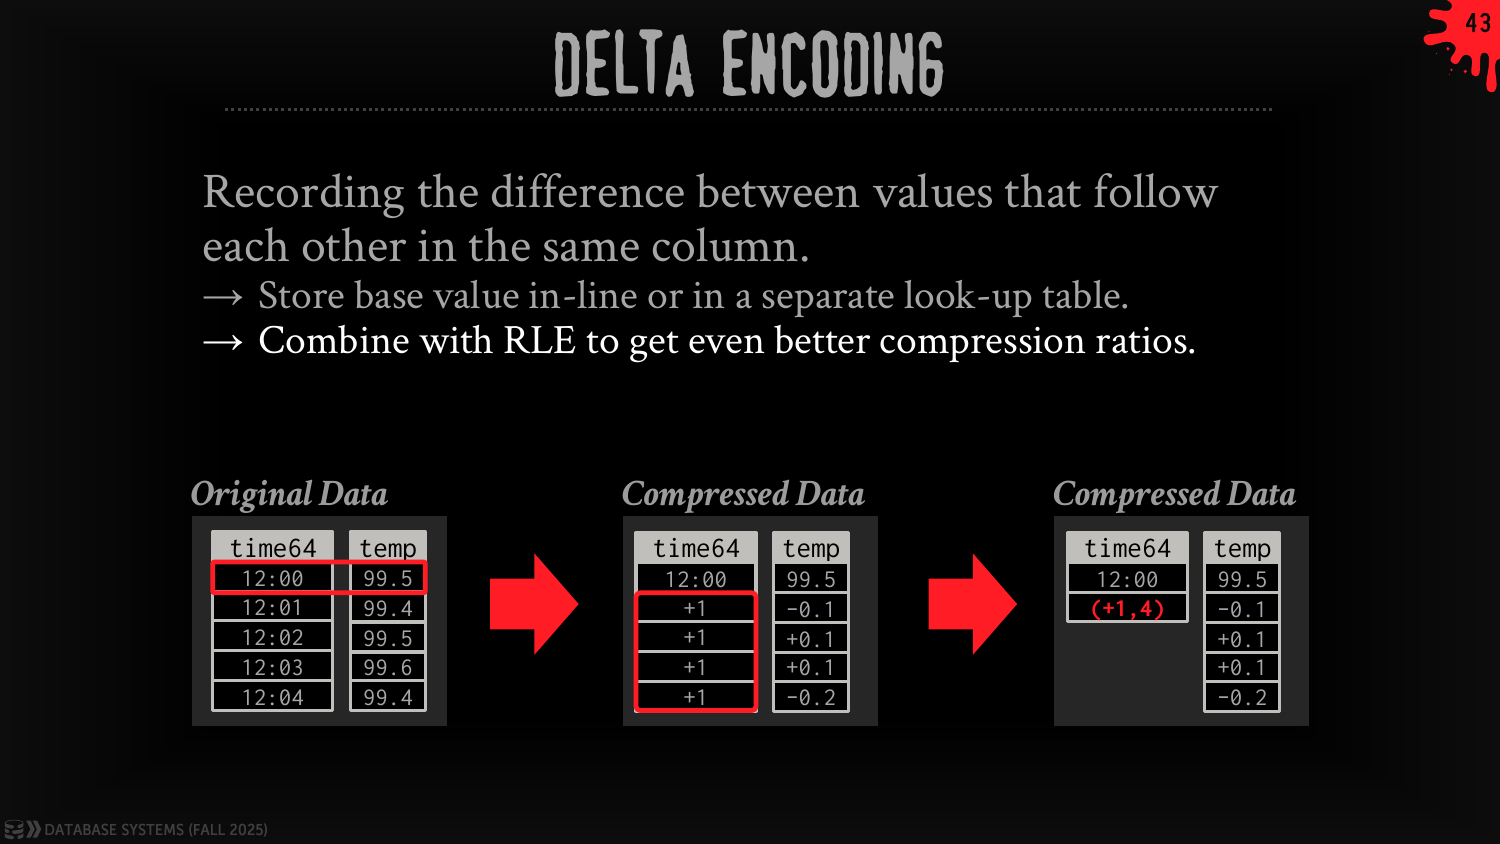 43
DELTA ENCODING
Recording the difference between values that follow
each other in the same column.
→ Store base value in-line or in a separate look-up table.
→ Combine with RLE to get even better compression ratios.
Original Data
time64 temp
12:00 99.5
12:01 99.4
12:02 99.5
12:03 99.6
12:04 99.4
Compressed Data
time64 temp
12:00 99.5
+1 −0.1
+1 +0.1
+1 +0.1
+1 −0.2
Compressed Data
time64 temp
12:00 99.5
(+1,4) −0.1
+0.1
+0.1
−0.2
DATABASE SYSTEMS (FALL 2025)